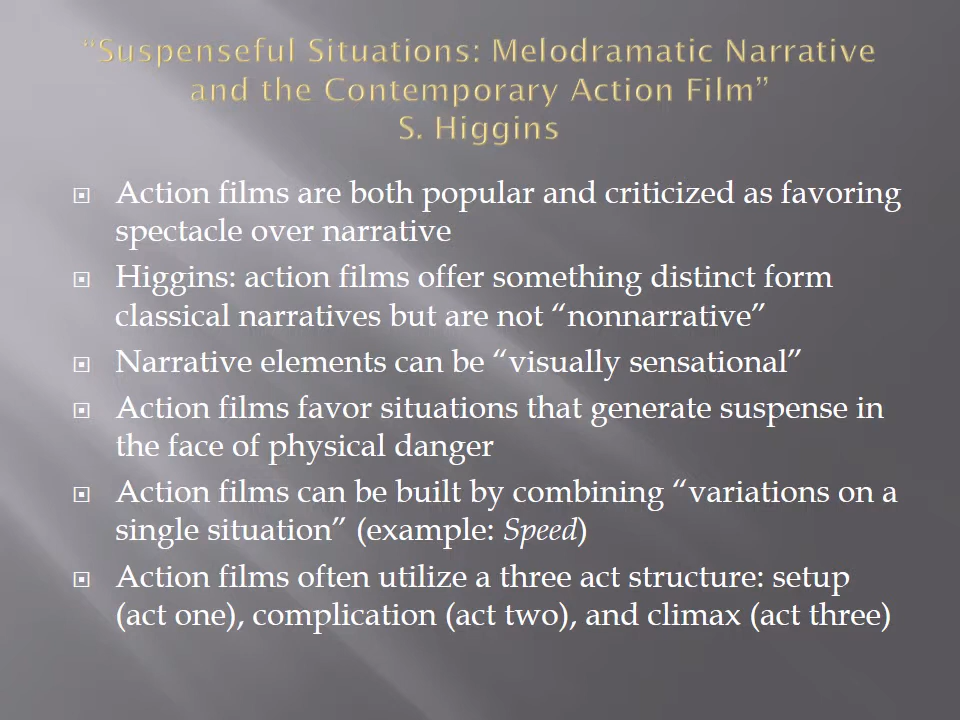 “Suspenseful Situations: Melodramatic Narrative
and the Contemporary Action Film”
S. Higgins
Action films are both popular and criticized as favoring
spectacle over narrative
Higgins: action films offer something distinct form
classical narratives but are not “nonnarrative”
Narrative elements can be “visually sensational”
Action films favor situations that generate suspense in
the face of physical danger
Action films can be built by combining “variations on a
single situation” (example: Speed)
Action films often utilize a three act structure: setup
(act one), complication (act two), and climax (act three)